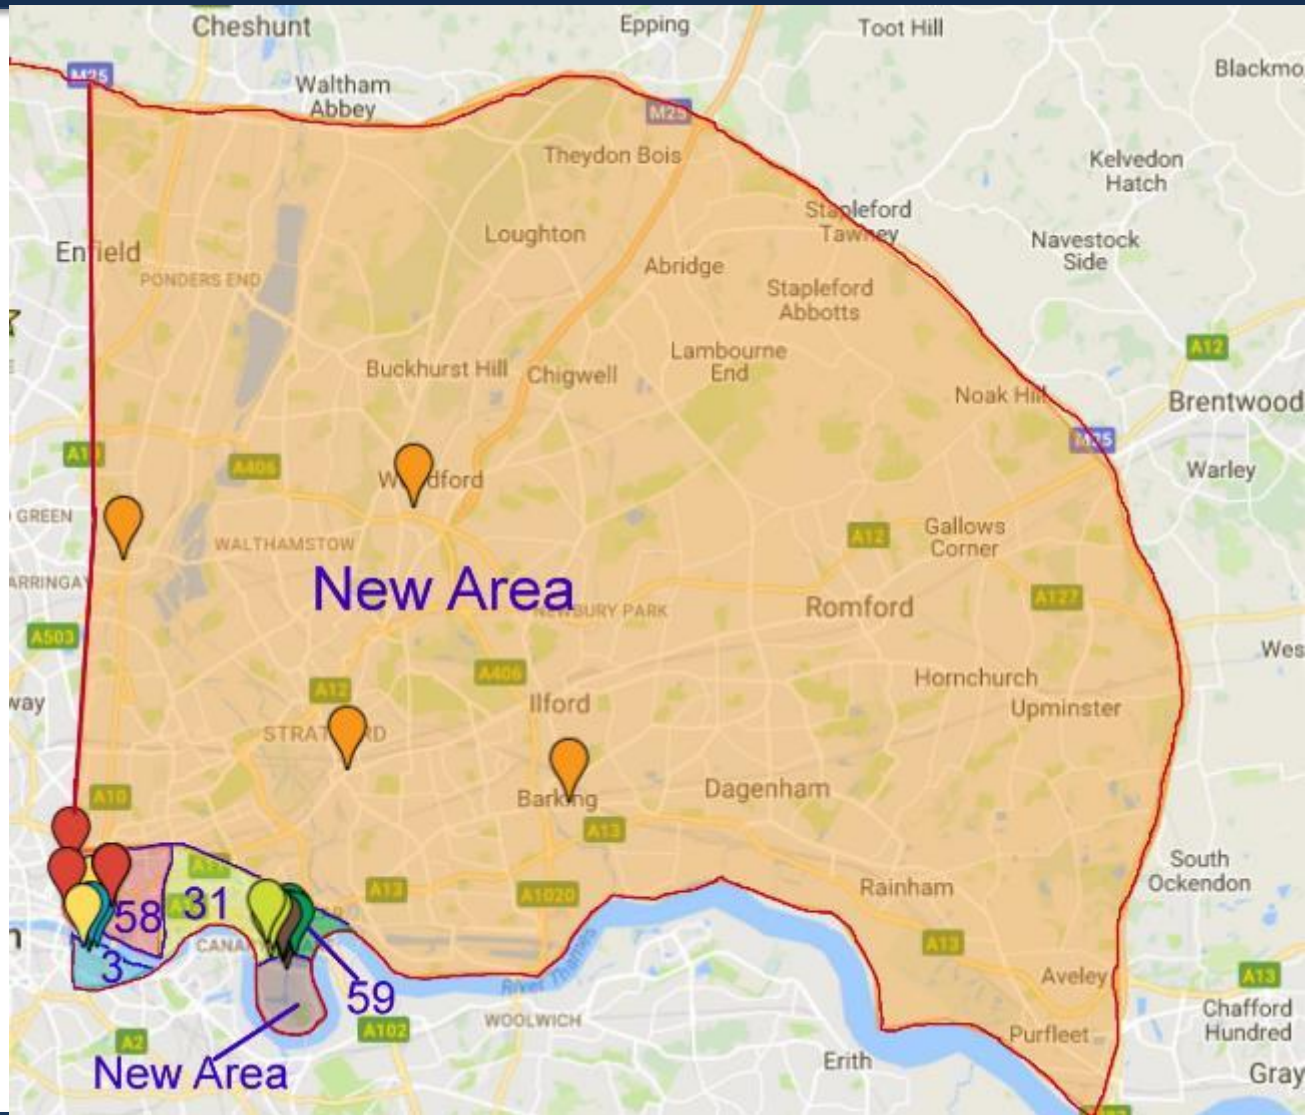 Cheshunt
Epping
Toot Hill
Blackmo
M25
Waltham
Abbey
M25
Theydon Bois
Kelvedon
Hatch
Stapleford
Tawney
Enfield
Loughton
Navestock
Side
PONDERS END
Abridge
Stapleford
Abbotts
Buckhurst Hill
Chigwell
Lambourne
End
A12
Noak Hill
Brentwood
M25
A406
Warley
GREEN
Gallows
Corner
A12
WALTHAMSTOW
New Area
ARRINGAY
NEWBURY PARK
Romford
A127
A503
Wes
A406
Hornchurch
way
A12
Ilford
Upminster
A10
Barking
Dagenham
A13
South
Ockendon
58
31
A13
A1020
Rainham
3
59
A13
Aveley
A13
River Thames
New Area
A2
A102
WOOLWICH
Erith
Purfleet
Chafford
Hundred
Gray